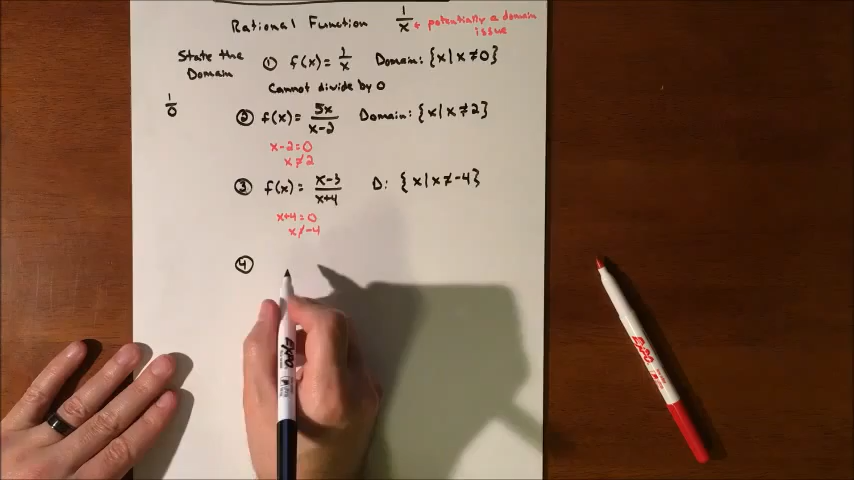 Rational Function 1/x ← potentially a domain issue
State the Domain
① f(x) = 1/x Domain: {x | x ≠ 0}
Cannot divide by 0
1/0
② f(x) = 5x/(x-2) Domain: {x | x ≠ 2}
x-2=0
x≠2
③ f(x) = (x-3)/(x+4) D: {x | x ≠ -4}
x+4=0
x≠-4
④
EXPO
EXPO